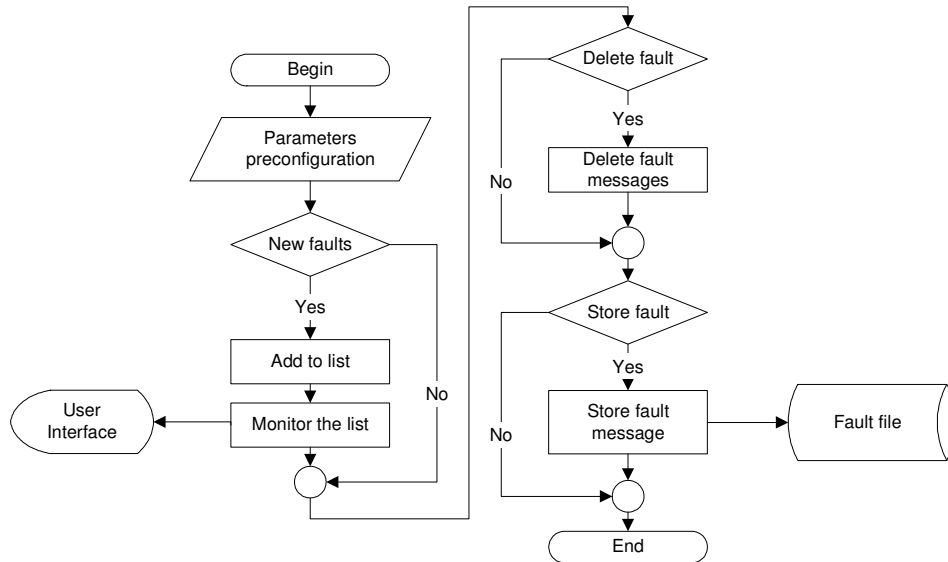 Begin
Parameters
preconfiguration
New faults
Yes
No
Add to list
Monitor the list
User
Interface
Delete fault
Yes
No
Delete fault
messages
Store fault
Yes
No
Store fault
message
Fault file
End